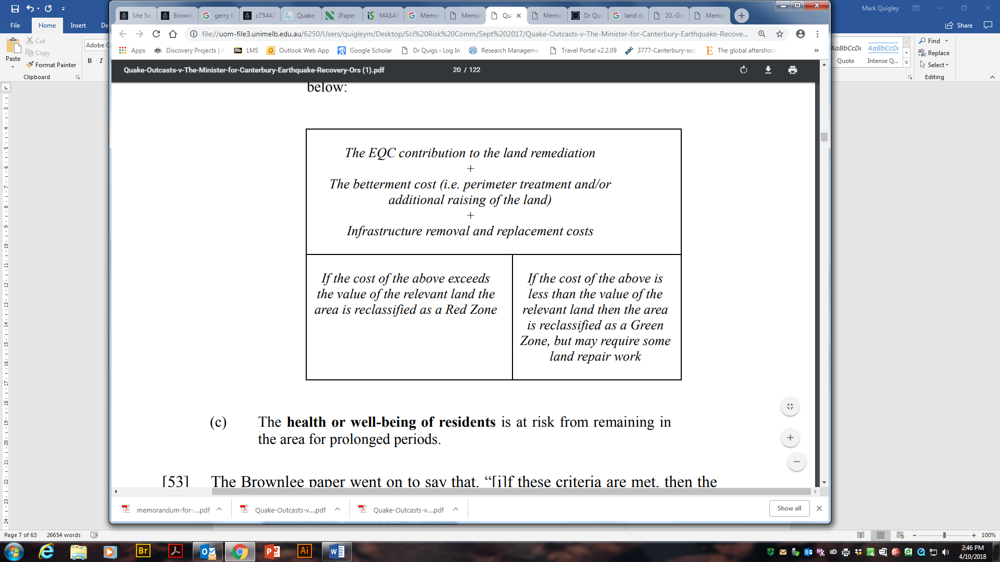 Mark Quigley
File Home Insert De
Share
Site Se
Brownl
gerry b
c75442
Quake-
{Paper
MASAR
Memor
Memor
Qu
Memor
Dr Qui
land da
20.-Go
Memor
file://uom-file3.unimelb.edu.au/6250/Users/quigleym/Desktop/Sci%20Risk%20Comm/Sept%202017/Quake-Outcasts-v-The-Minister-for-Canterbury-Earthquake-Recove...
Apps Discovery Projects | A Bb LMS Outlook Web App Google Scholar Dr Quigs › Log In Research Manageme Travel Portal v2.2.09 3777-Canterbury-seq The global aftershock »
Paste
Cut
Copy
Format Painter
Clipboard
Adobe G
B I
AaBbCcDc AaBbCcDc
Quote Intense Q...
Find
Replace
Select
Editing
Quake-Outcasts-v-The-Minister-for-Canterbury-Earthquake-Recovery-Ors (1).pdf 20 / 122
below:
The EQC contribution to the land remediation
+
The betterment cost (i.e. perimeter treatment and/or
additional raising of the land)
+
Infrastructure removal and replacement costs
If the cost of the above exceeds
the value of the relevant land the
area is reclassified as a Red Zone
If the cost of the above is
less than the value of the
relevant land then the area
is reclassified as a Green
Zone, but may require some
land repair work
(c) The health or well-being of residents is at risk from remaining in
the area for prolonged periods.
[53] The Brownlee paper went on to say that, “[i]f these criteria are met, then the
memorandum-for-....pdf Quake-Outcasts-v....pdf Quake-Outcasts-v....pdf Show all
Page 7 of 63 26654 words 100%
Br Ai
2:46 PM
4/10/2018